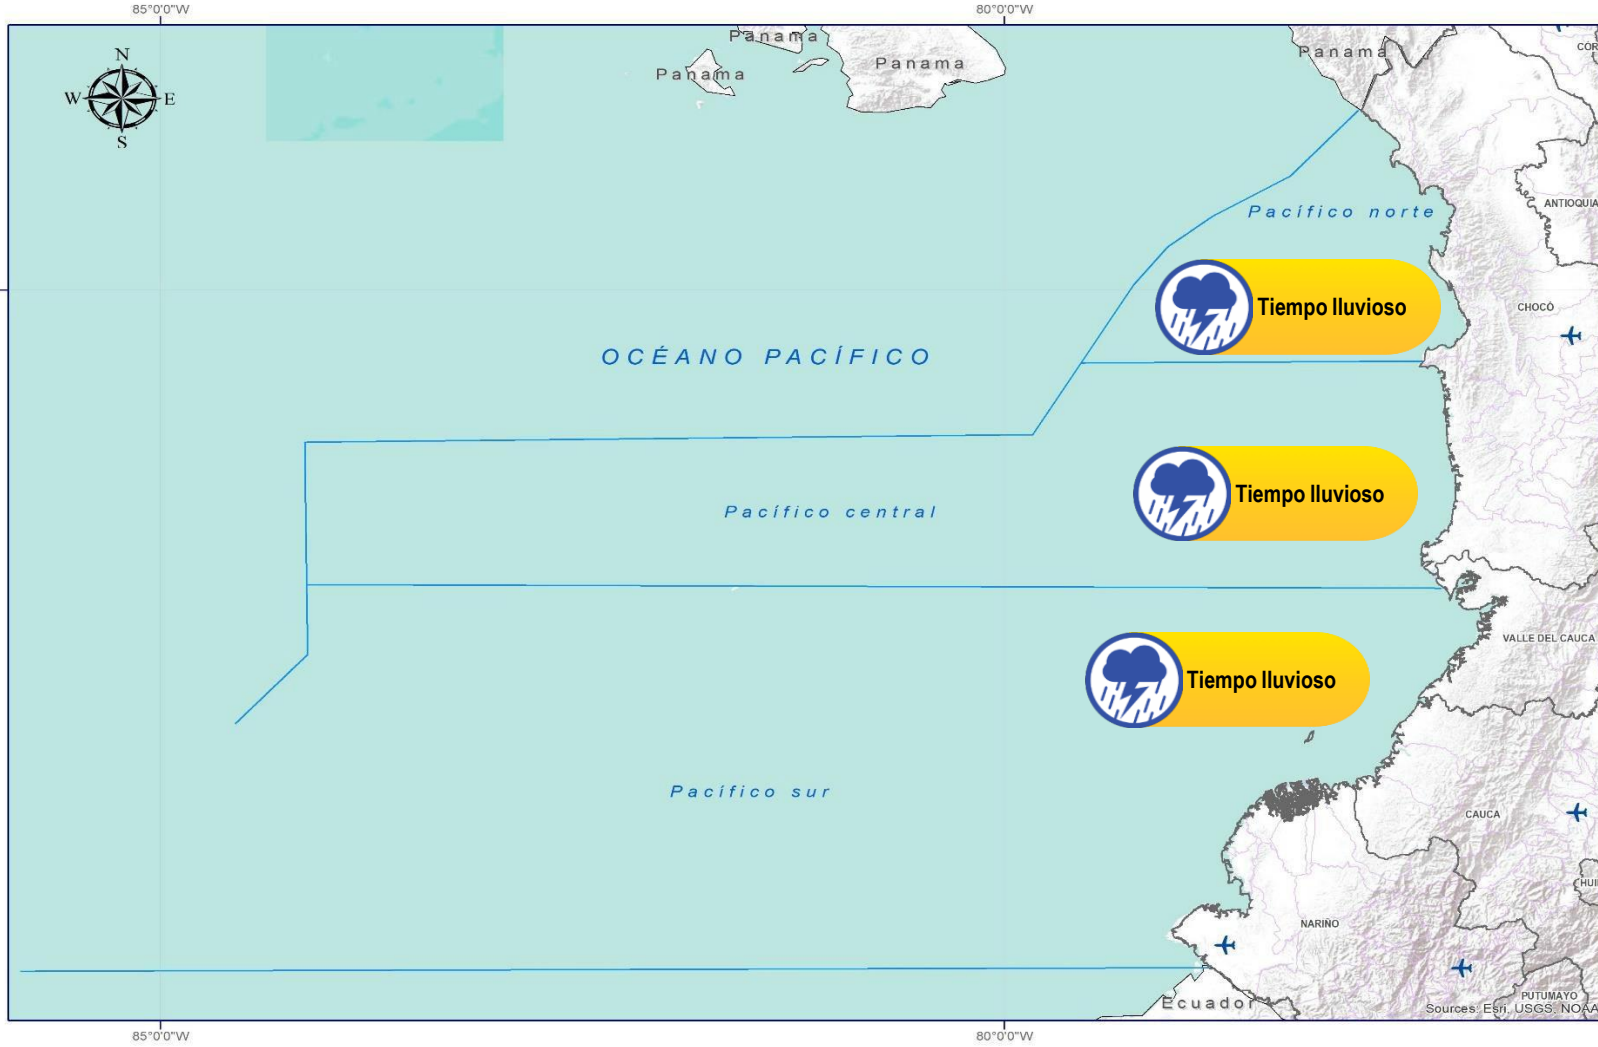 85°0'0"W
80°0'0"W
N
W
E
S
Panama
Panama
Panama
Panama
COR
Pacífico norte
ANTIOQUIA
Tiempo lluvioso
CHOCÓ
OCÉANO PACÍFICO
Tiempo lluvioso
Pacífico central
VALLE DEL CAUCA
Tiempo lluvioso
Pacífico sur
CAUCA
HUI
NARIÑO
PUTUMAYO
Ecuador
Sources: Esri, USGS, NOAA
85°0'0"W
80°0'0"W